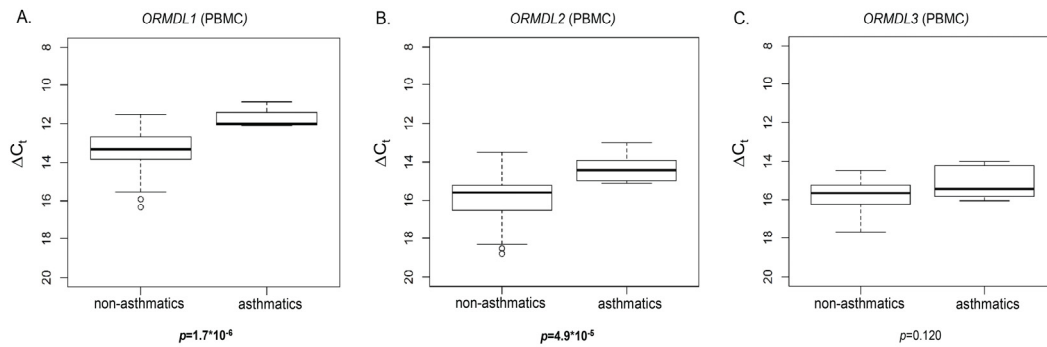 A. ORMDL1 (PBMC)
ΔCt
8
10
12
14
16
18
20
non-asthmatics asthmatics
p=1.7*10-6
B. ORMDL2 (PBMC)
ΔCt
8
10
12
14
16
18
20
non-asthmatics asthmatics
p=4.9*10-5
C. ORMDL3 (PBMC)
ΔCt
8
10
12
14
16
18
20
non-asthmatics asthmatics
p=0.120